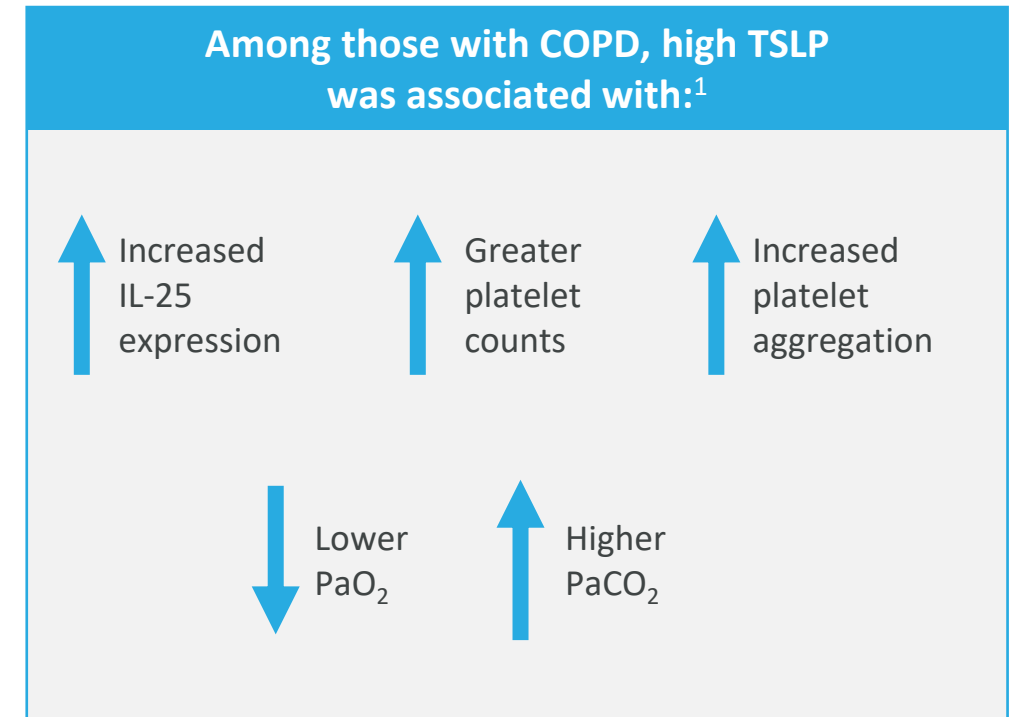 Among those with COPD, high TSLP
was associated with:¹
Increased
IL-25
expression
Greater
platelet
counts
Increased
platelet
aggregation
Lower
PaO₂
Higher
PaCO₂